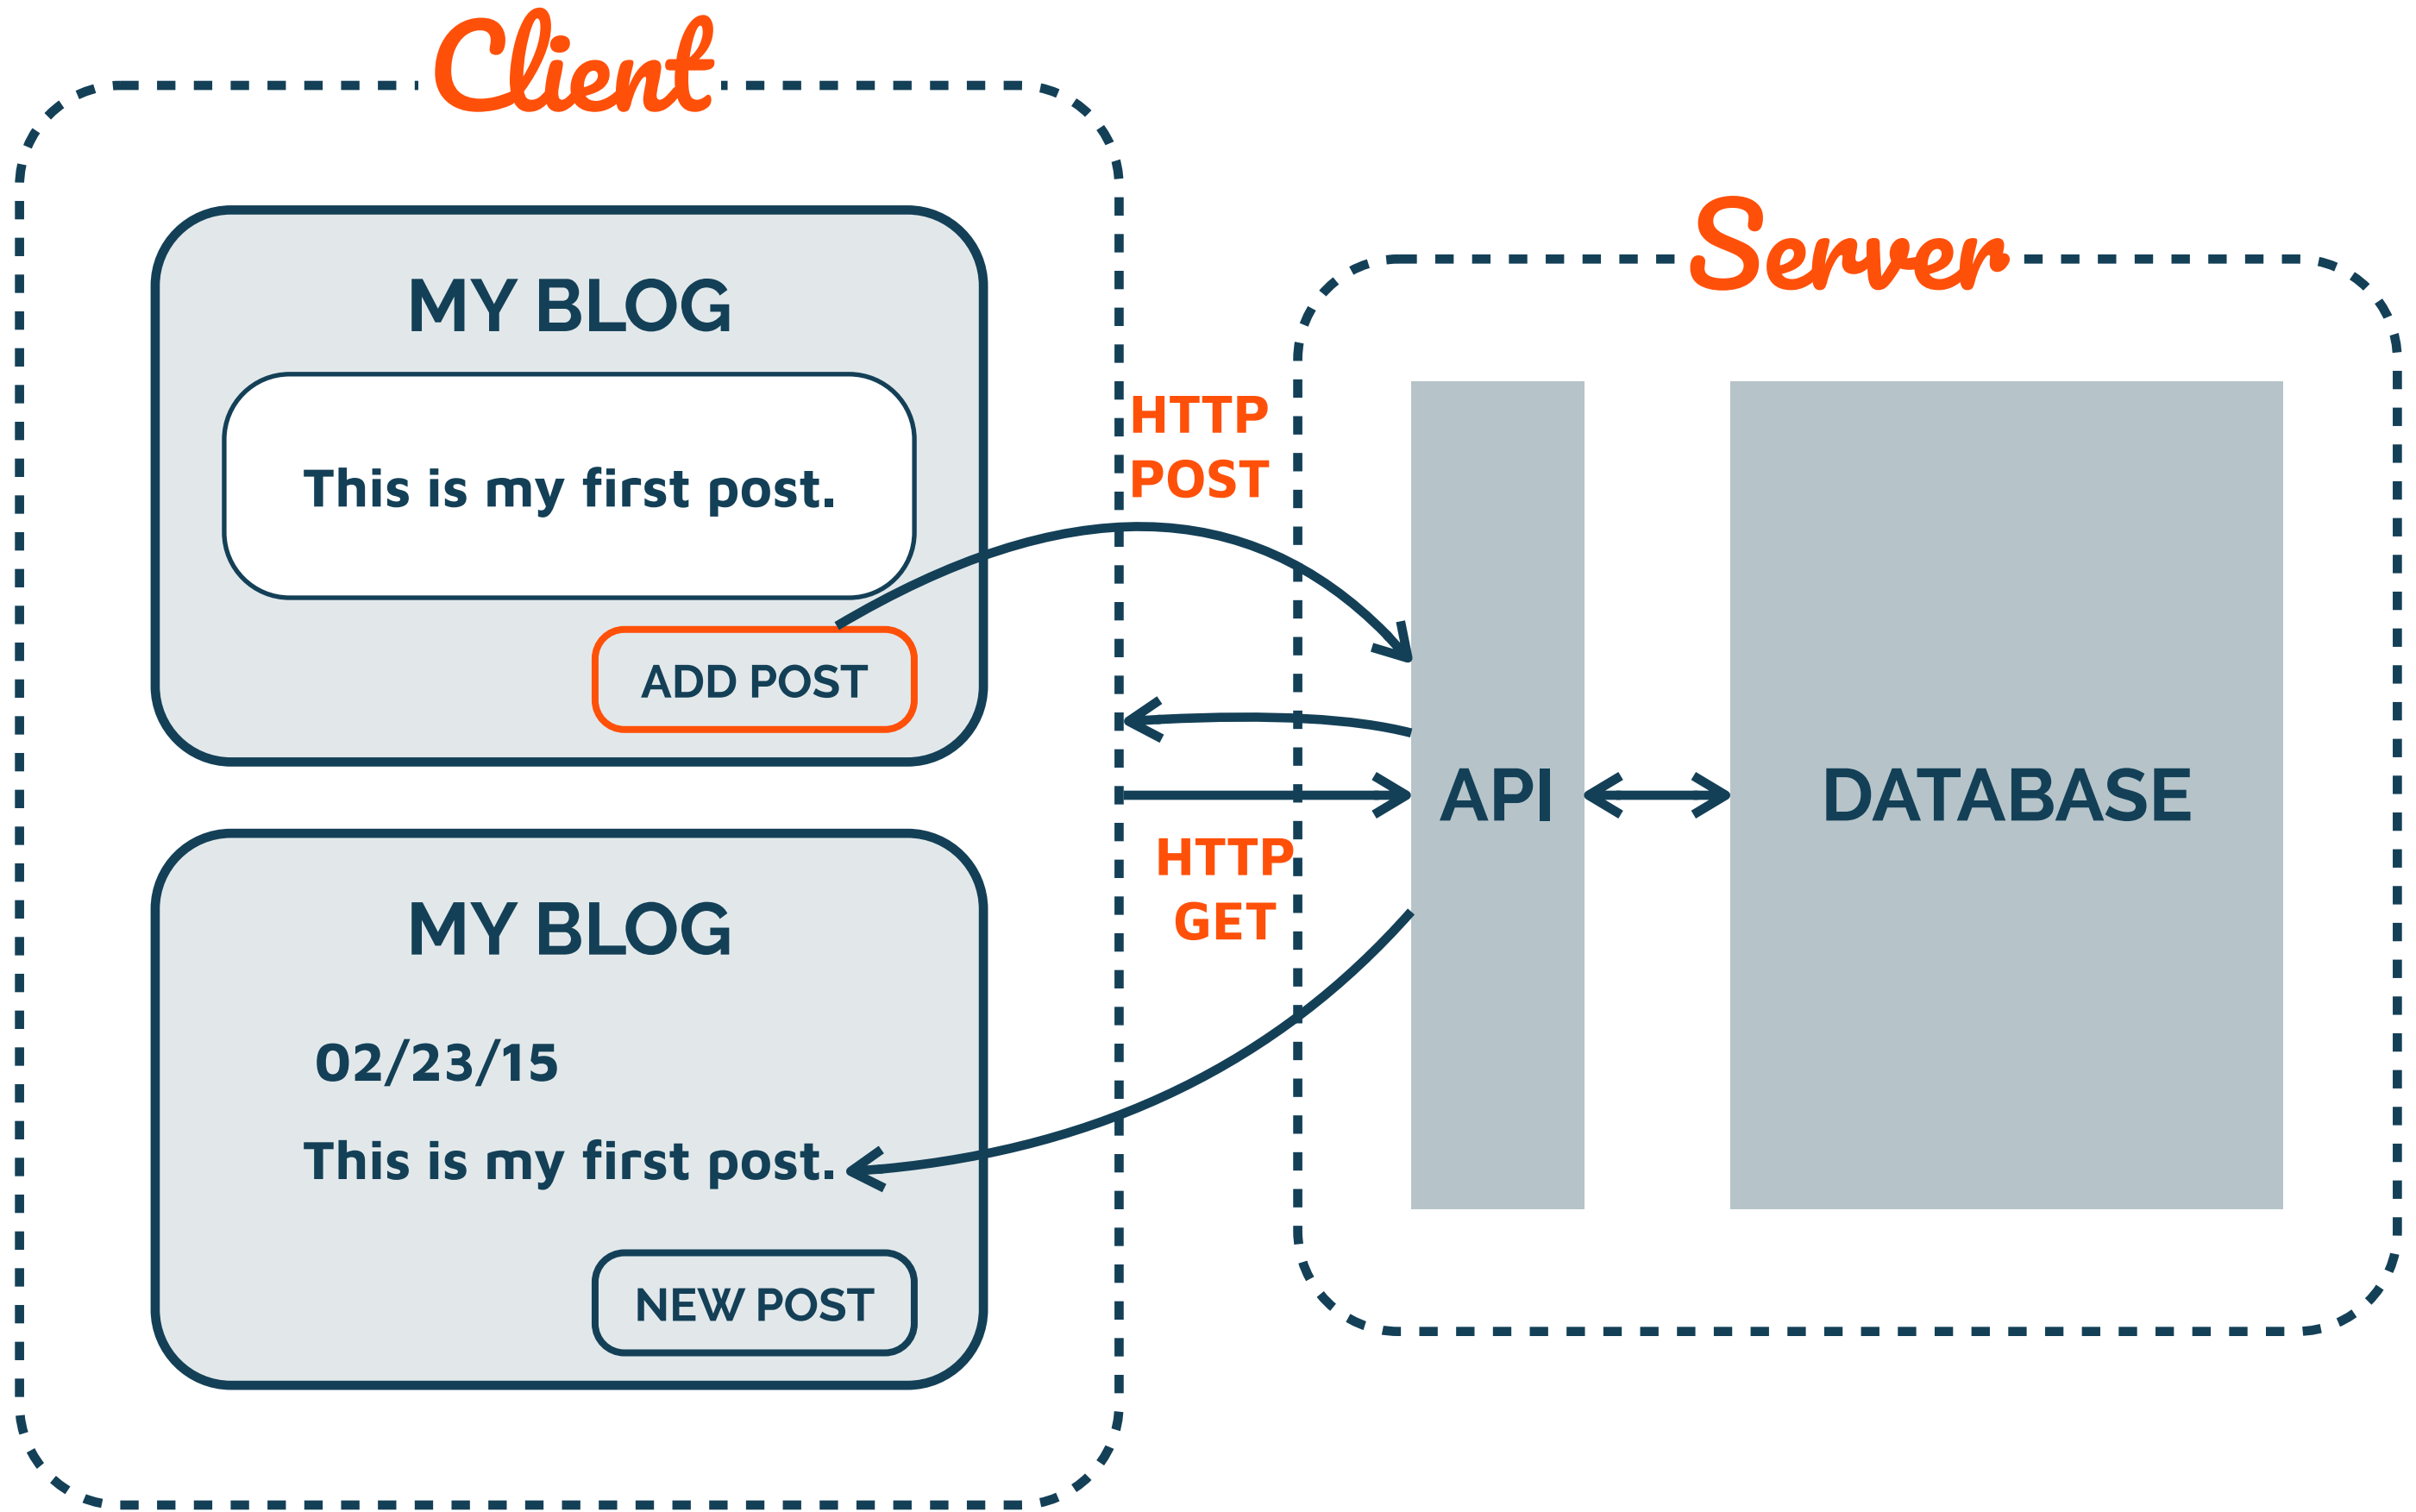 Client
MY BLOG
This is my first post.
ADD POST
MY BLOG
02/23/15
This is my first post.
NEW POST
HTTP
POST
HTTP
GET
Server
API
DATABASE